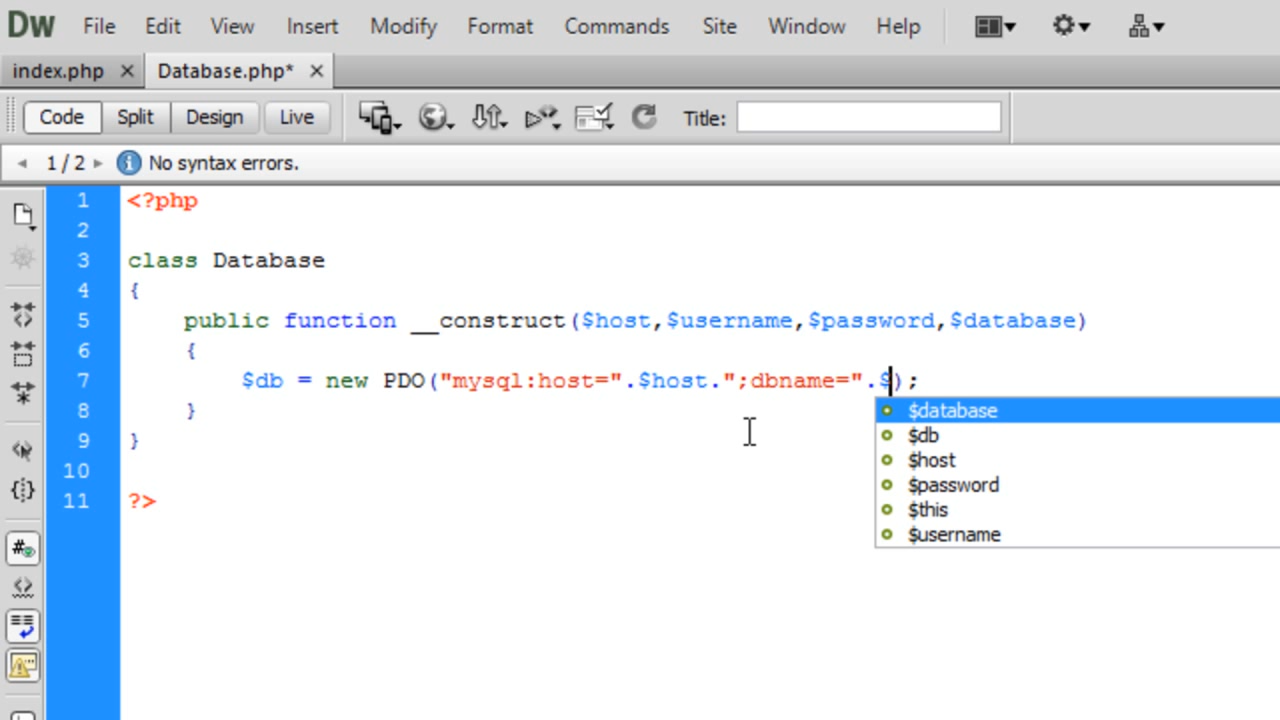 Dw File Edit View Insert Modify Format Commands Site Window Help
index.php Database.php*
Code Split Design Live Title:
1 / 2 No syntax errors.
1 <?php
2
3 class Database
4 {
5 public function __construct($host,$username,$password,$database)
6 {
7 $db = new PDO("mysql:host=".$host.";dbname=".$);
8 }
9 }
10
11 ?>
$database
$db
$host
$password
$this
$username